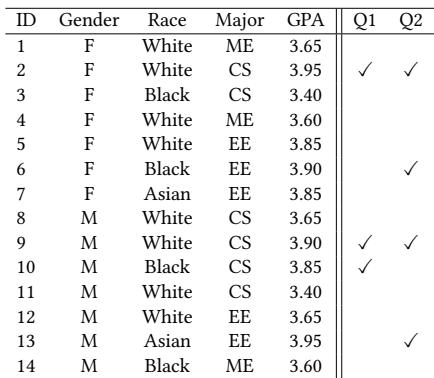 ID Gender Race Major GPA Q1 Q2
1 F White ME 3.65
2 F White CS 3.95 ✓ ✓
3 F Black CS 3.40
4 F White ME 3.60
5 F White EE 3.85
6 F Black EE 3.90 ✓
7 F Asian EE 3.85
8 M White CS 3.65
9 M White CS 3.90 ✓ ✓
10 M Black CS 3.85 ✓
11 M White CS 3.40
12 M White EE 3.65
13 M Asian EE 3.95 ✓
14 M Black ME 3.60